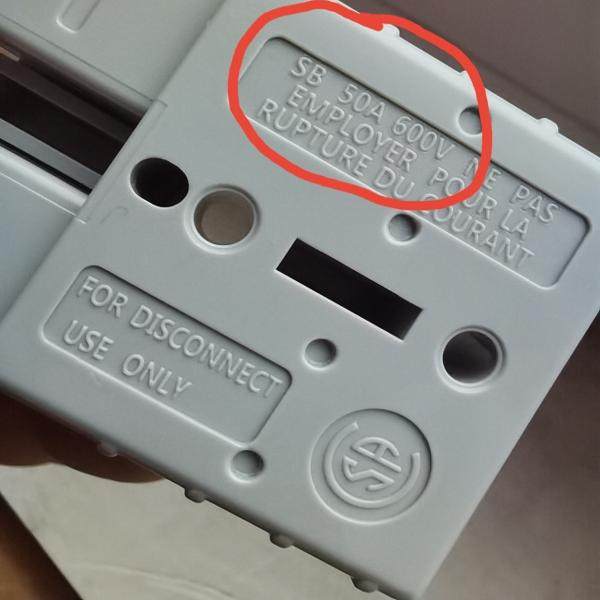 SB 50A 600V NE PAS
EMPLOYER POUR LA
RUPTURE DU COURANT
FOR DISCONNECT
USE ONLY